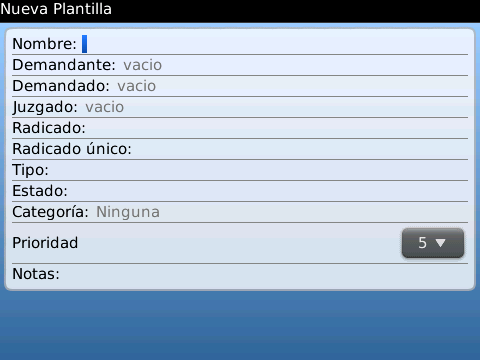 Nueva Plantilla
Nombre:
Demandante: vacio
Demandado: vacio
Juzgado: vacio
Radicado:
Radicado único:
Tipo:
Estado:
Categoría: Ninguna
Prioridad 5
Notas: